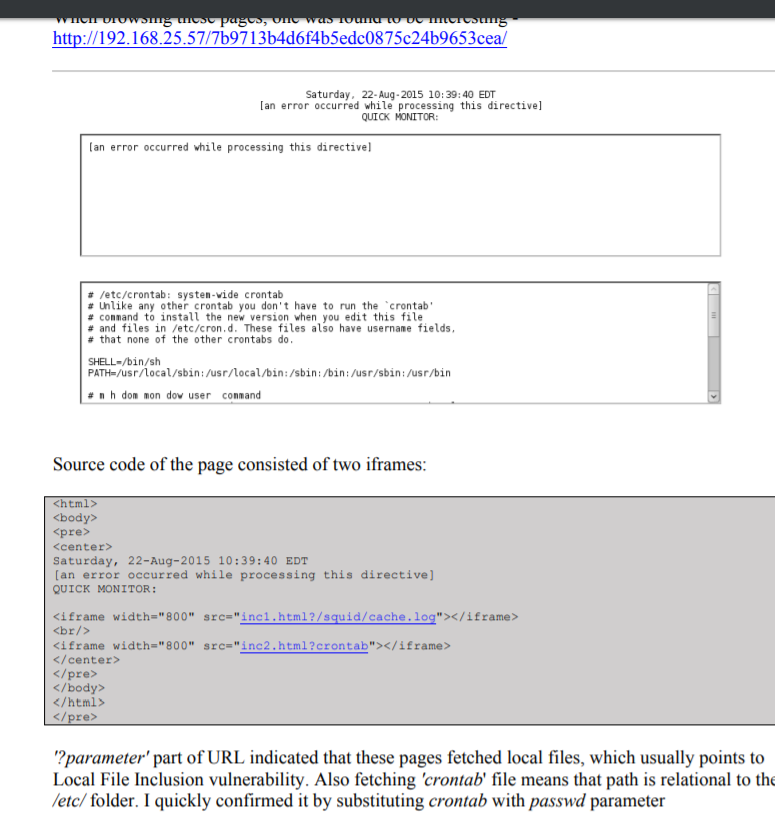 When browsing these pages, one was found to be interesting -
http://192.168.25.57/7b9713b4d6f4b5edc0875c24b9653cea/
Saturday, 22-Aug-2015 10:39:40 EDT
[an error occurred while processing this directive]
QUICK MONITOR:
[an error occurred while processing this directive]
# /etc/crontab: system-wide crontab
# Unlike any other crontab you don't have to run the `crontab'
# command to install the new version when you edit this file
# and files in /etc/cron.d. These files also have username fields,
# that none of the other crontabs do.
SHELL=/bin/sh
PATH=/usr/local/sbin:/usr/local/bin:/sbin:/bin:/usr/sbin:/usr/bin
# m h dom mon dow user command
Source code of the page consisted of two iframes:
<html>
<body>
<pre>
<center>
Saturday, 22-Aug-2015 10:39:40 EDT
[an error occurred while processing this directive]
QUICK MONITOR:
<iframe width="800" src="inc1.html?/squid/cache.log"></iframe>
<br/>
<iframe width="800" src="inc2.html?crontab"></iframe>
</center>
</pre>
</body>
</html>
</pre>
'?parameter' part of URL indicated that these pages fetched local files, which usually points to
Local File Inclusion vulnerability. Also fetching 'crontab' file means that path is relational to the
/etc/ folder. I quickly confirmed it by substituting crontab with passwd parameter